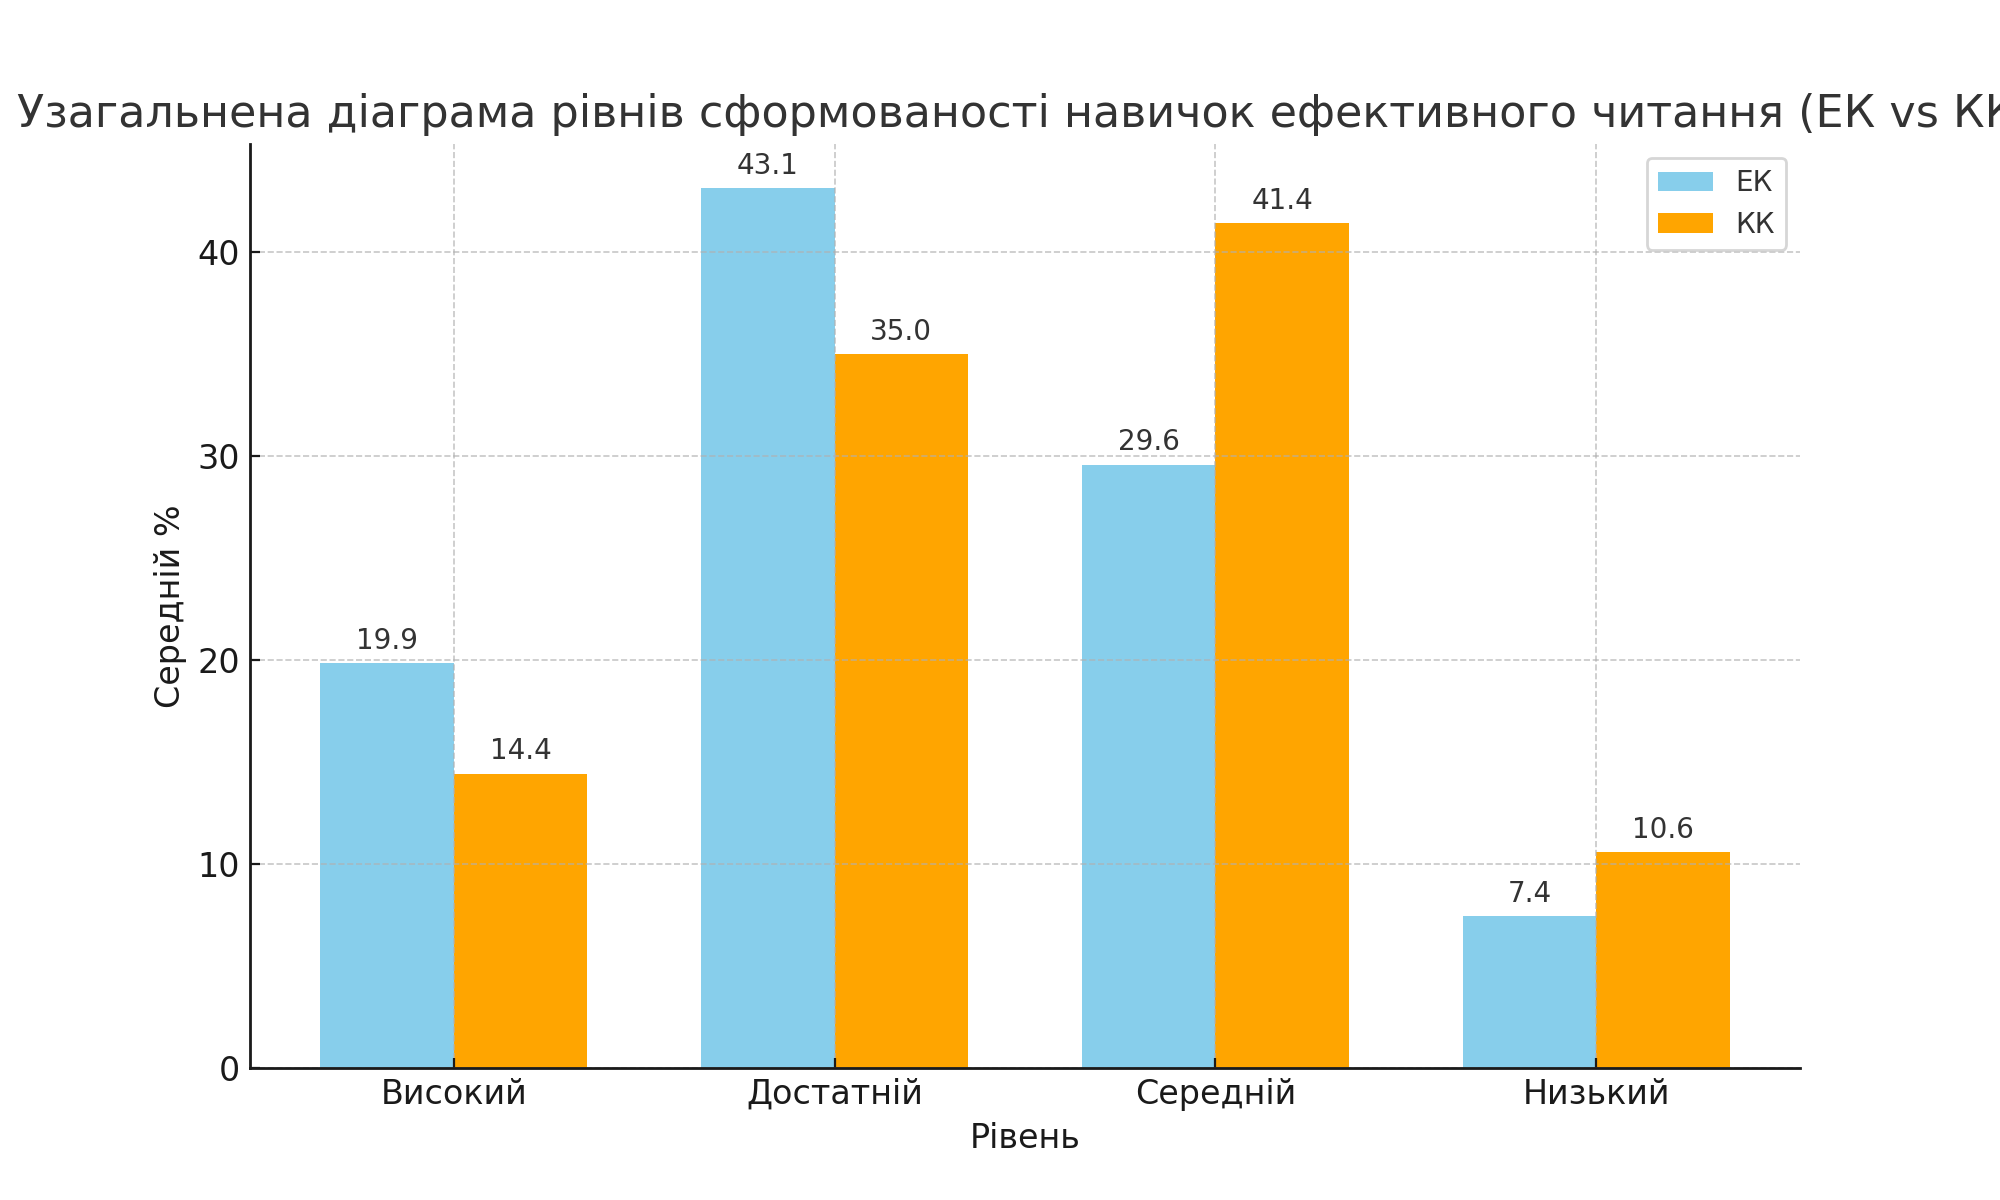 Узагальнена діаграма рівнів сформованості навичок ефективного читання (ЕК vs КК
43.1
41.4
35.0
29.6
19.9
14.4
10.6
7.4
ЕК
КК
40
30
20
10
0
Середній %
Високий
Достатній
Середній
Низький
Рівень